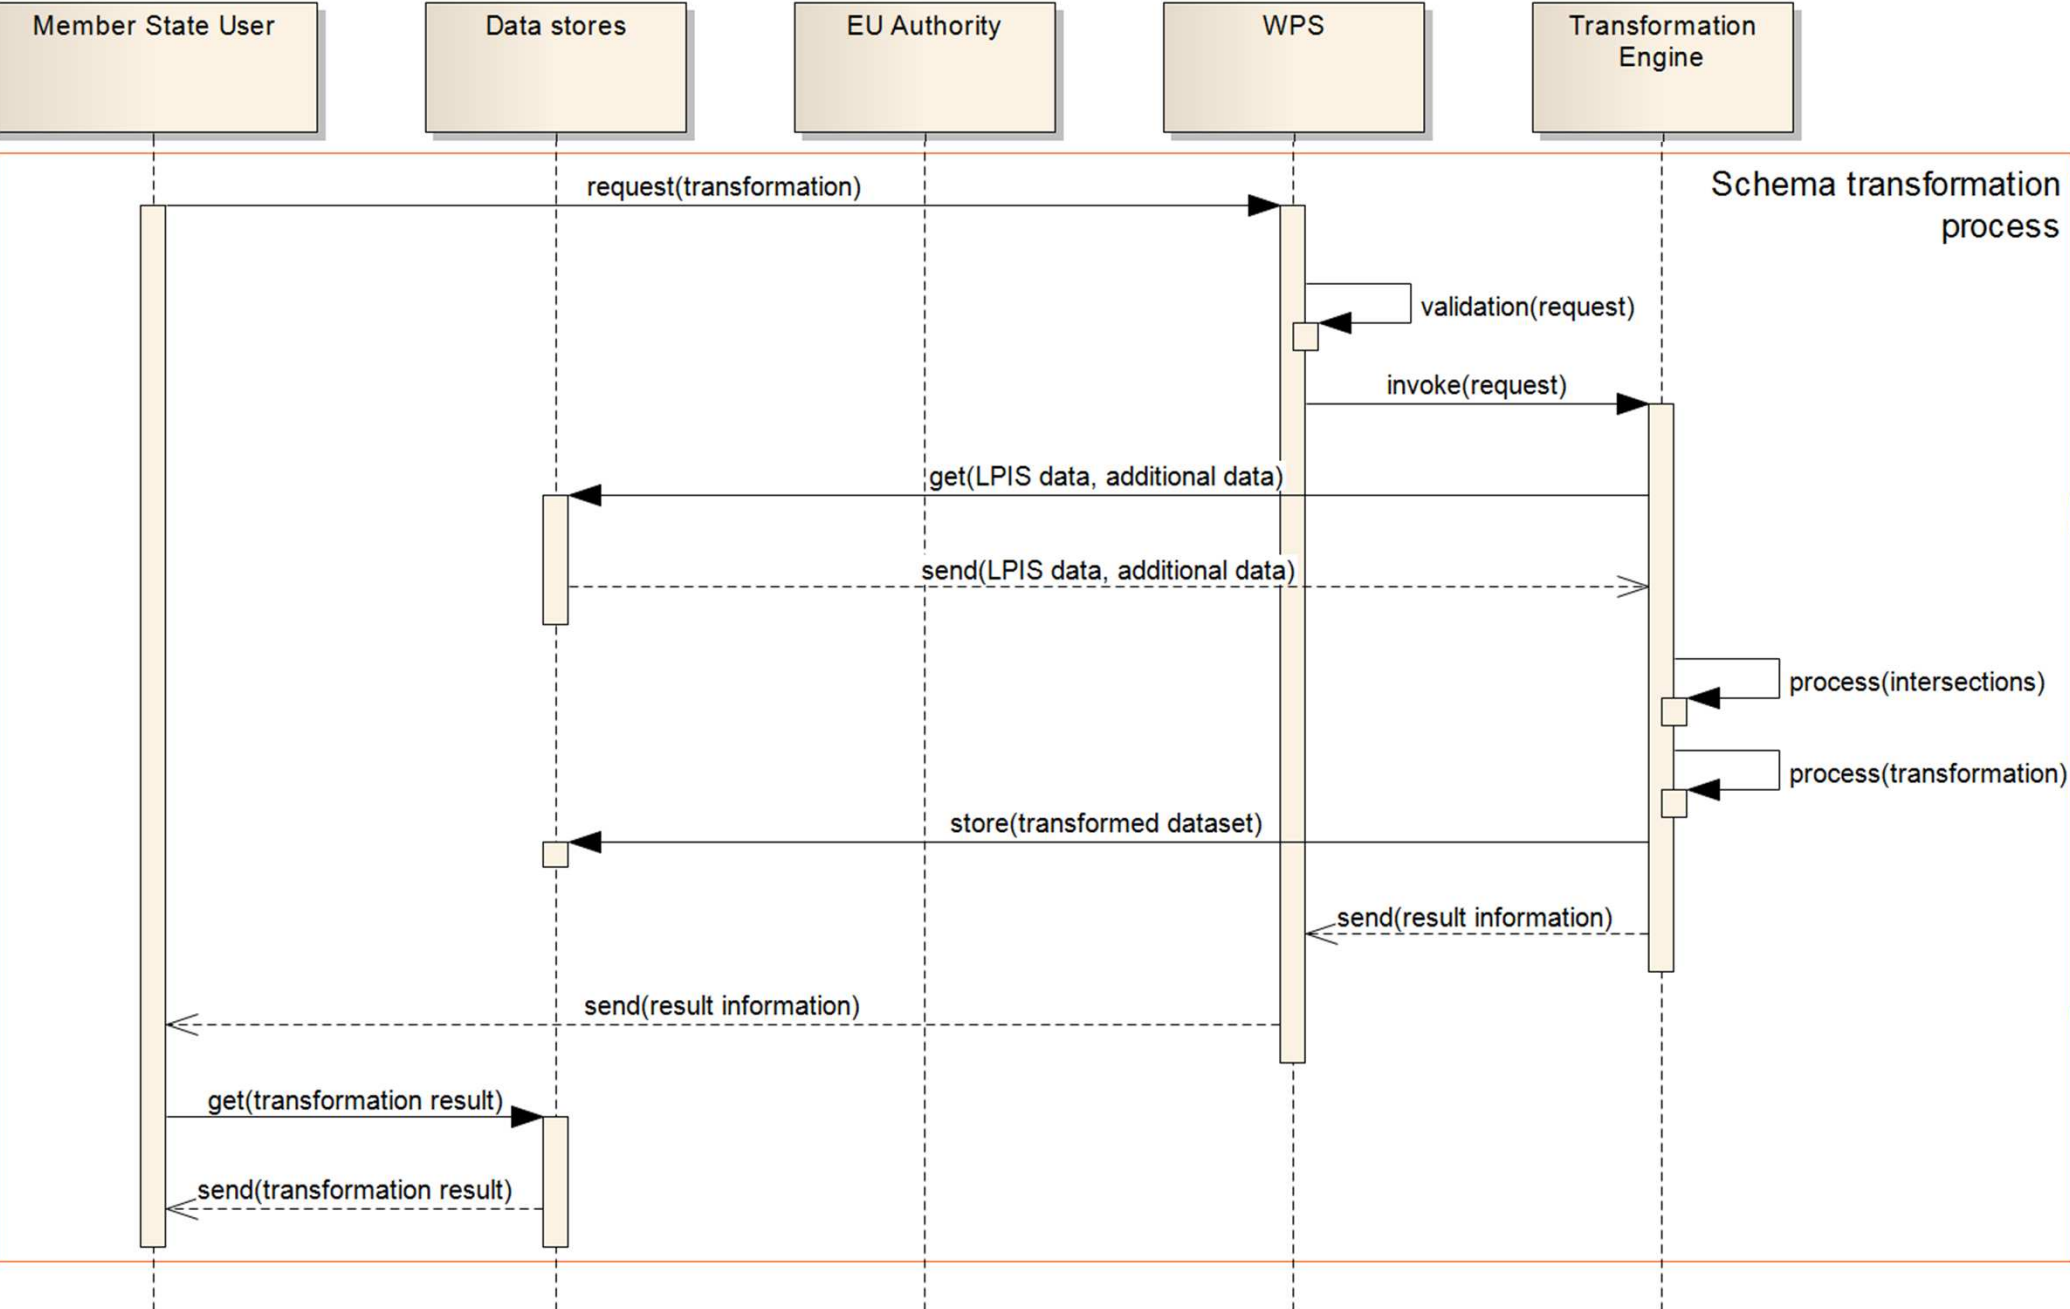 Member State User
Data stores
EU Authority
WPS
Transformation
Engine
Schema transformation
process
request(transformation)
validation(request)
invoke(request)
get(LPIS data, additional data)
send(LPIS data, additional data)
process(intersections)
process(transformation)
store(transformed dataset)
send(result information)
send(result information)
get(transformation result)
send(transformation result)